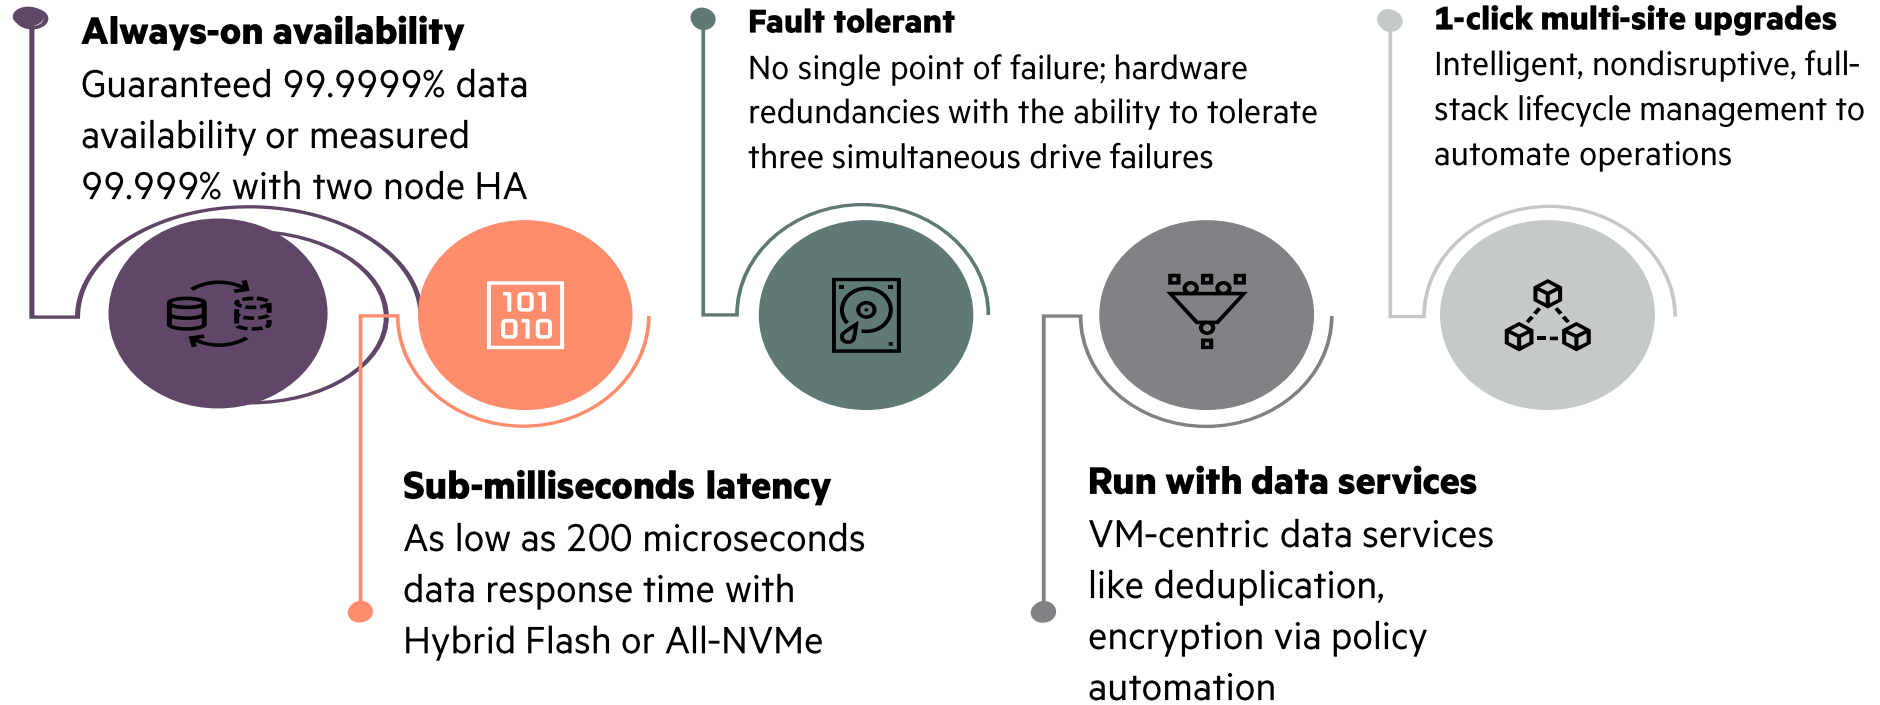 Always-on availability
Guaranteed 99.9999% data
availability or measured
99.999% with two node HA
101
010
Sub-milliseconds latency
As low as 200 microseconds
data response time with
Hybrid Flash or All-NVMe
Fault tolerant
No single point of failure; hardware
redundancies with the ability to tolerate
three simultaneous drive failures
Run with data services
VM-centric data services
like deduplication,
encryption via policy
automation
1-click multi-site upgrades
Intelligent, nondisruptive, full-
stack lifecycle management to
automate operations